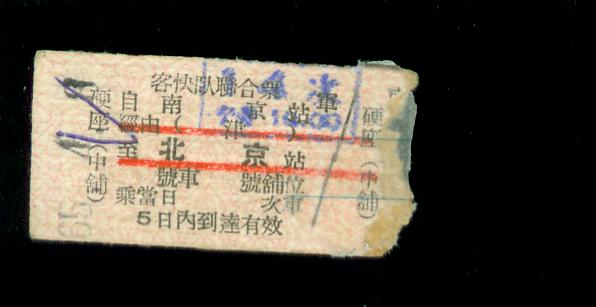 客快臥聯合票
自南京站
經由(津)
至北京站
號車 號舖位
乘當日 次車
5日內到達有效
硬座(中舖)
硬座(中舖)